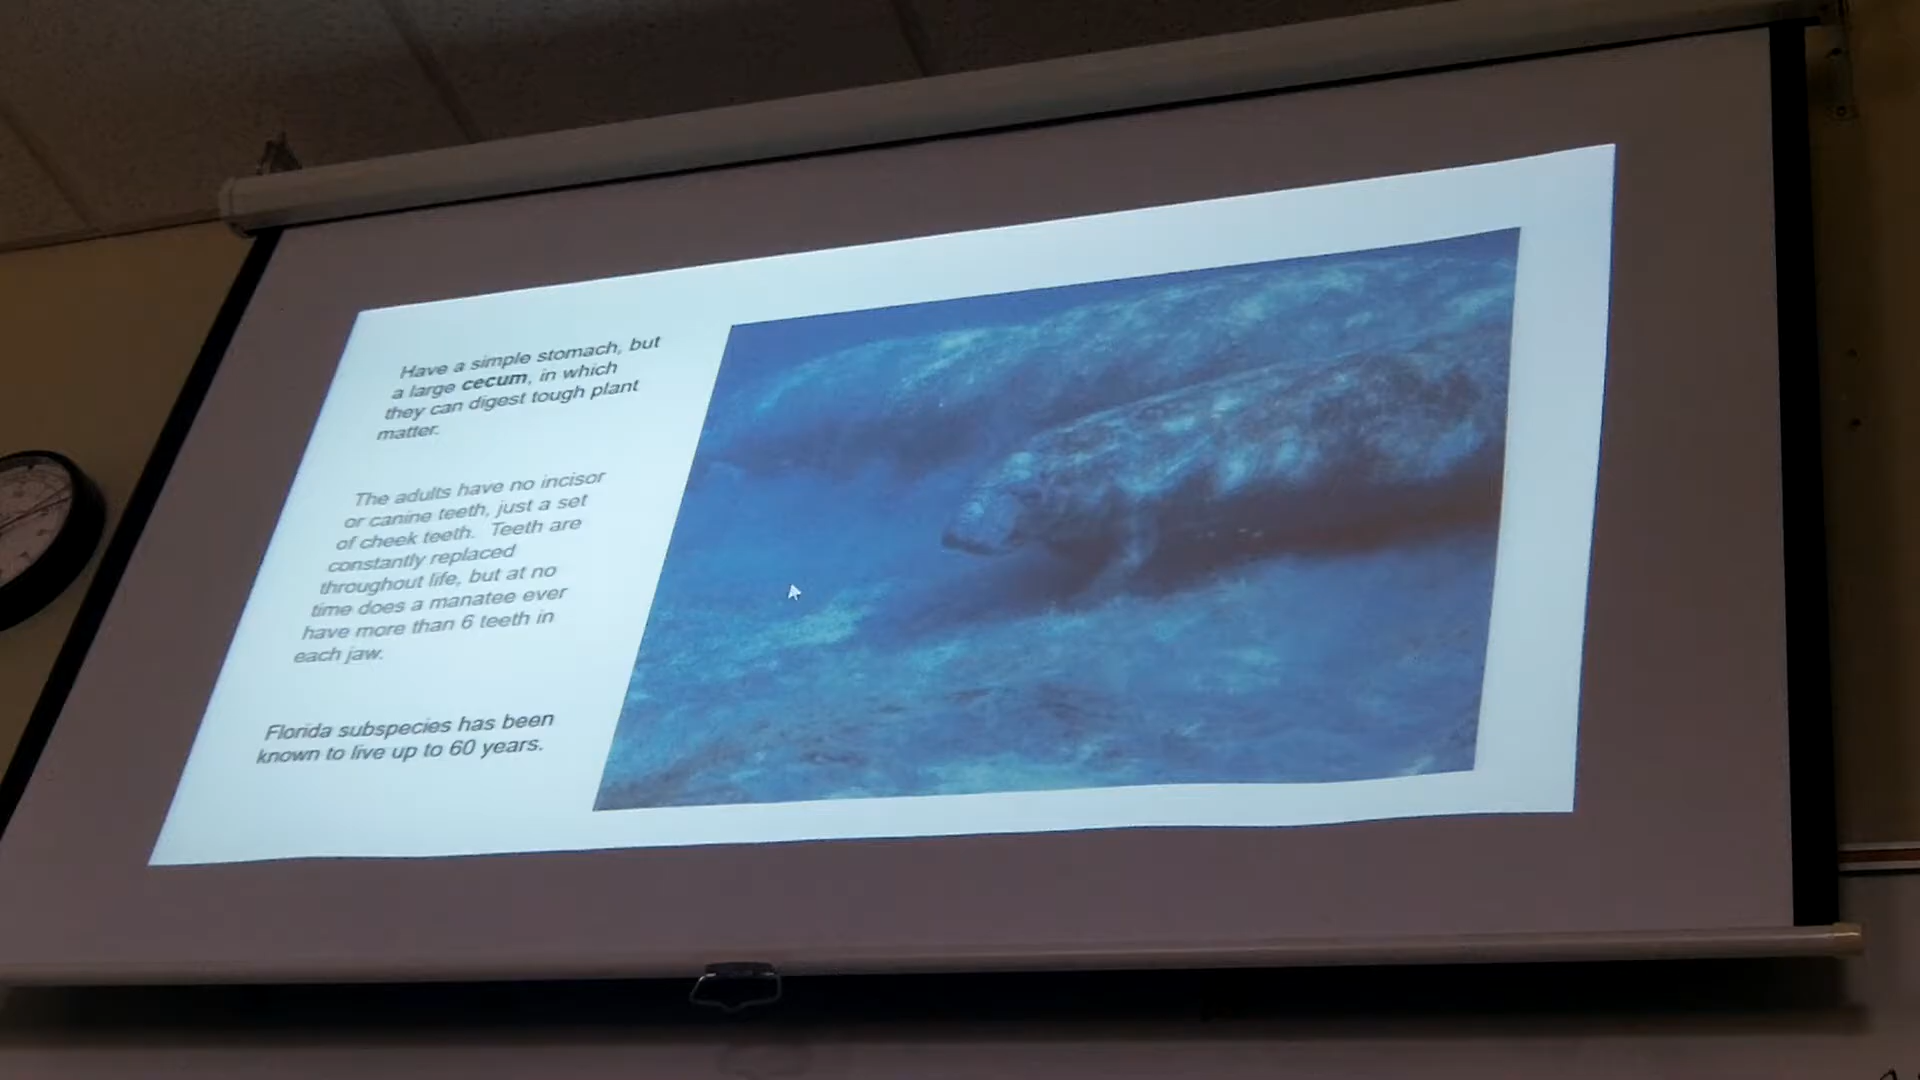 Have a simple stomach, but
a large cecum, in which
they can digest tough plant
matter.
The adults have no incisor
or canine teeth, just a set
of cheek teeth. Teeth are
constantly replaced
throughout life, but at no
time does a manatee ever
have more than 6 teeth in
each jaw.
Florida subspecies has been
known to live up to 60 years.